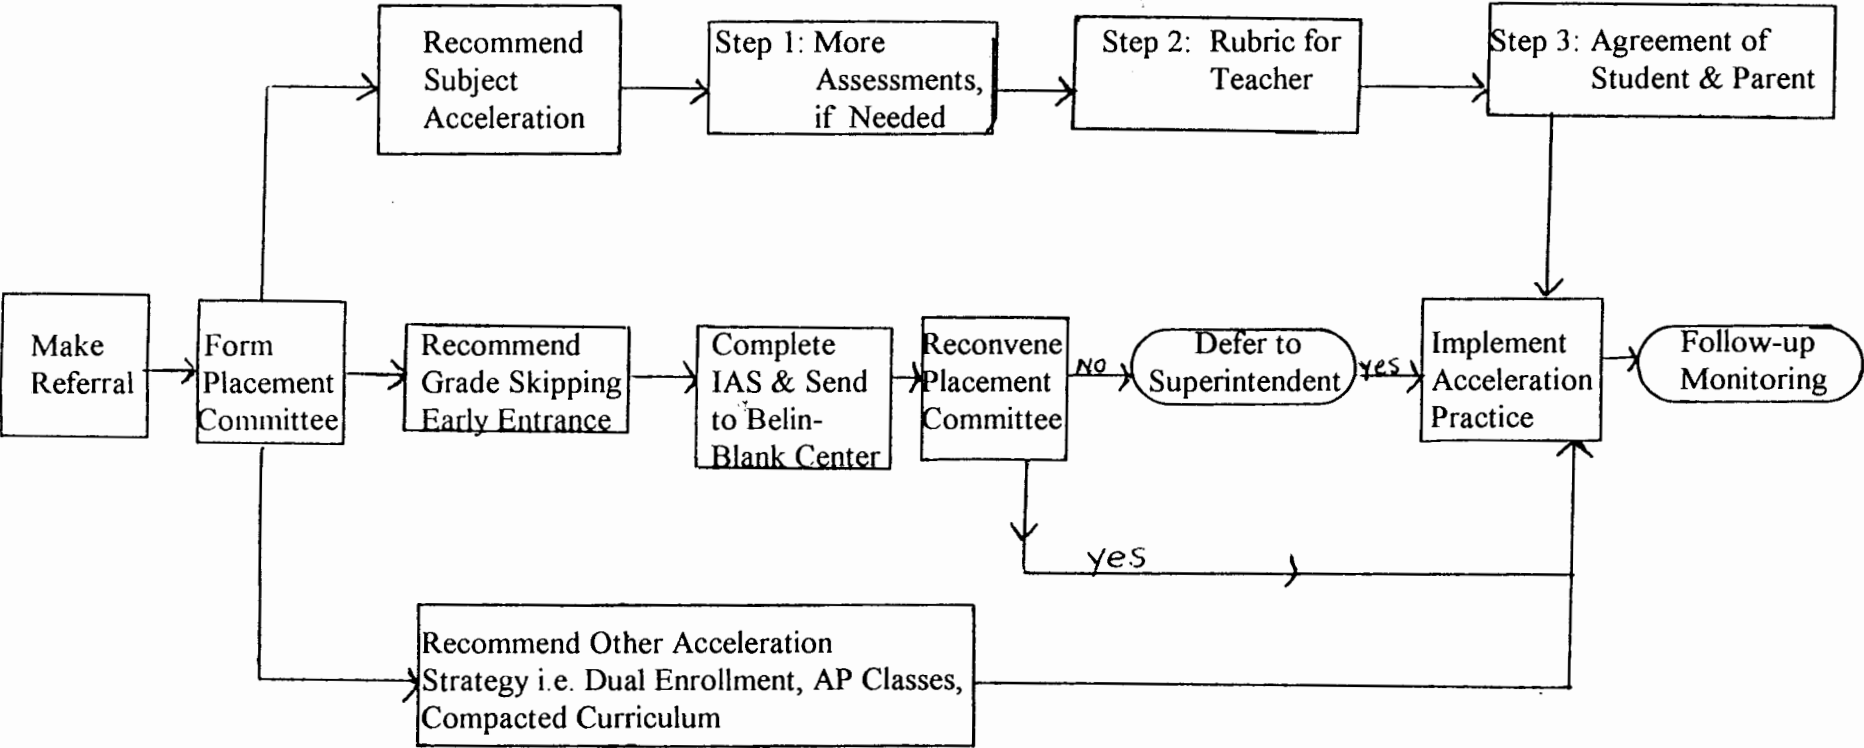 Recommend
Subject
Acceleration
Step 1: More
Assessments,
if Needed
Step 2: Rubric for
Teacher
Step 3: Agreement of
Student & Parent
Make
Referral
Form
Placement
Committee
Recommend
Grade Skipping
Early Entrance
Complete
IAS & Send
to Belin-
Blank Center
Reconvene
Placement
Committee
NO
Defer to
Superintendent
yes
Implement
Acceleration
Practice
Follow-up
Monitoring
yes
Recommend Other Acceleration
Strategy i.e. Dual Enrollment, AP Classes,
Compacted Curriculum